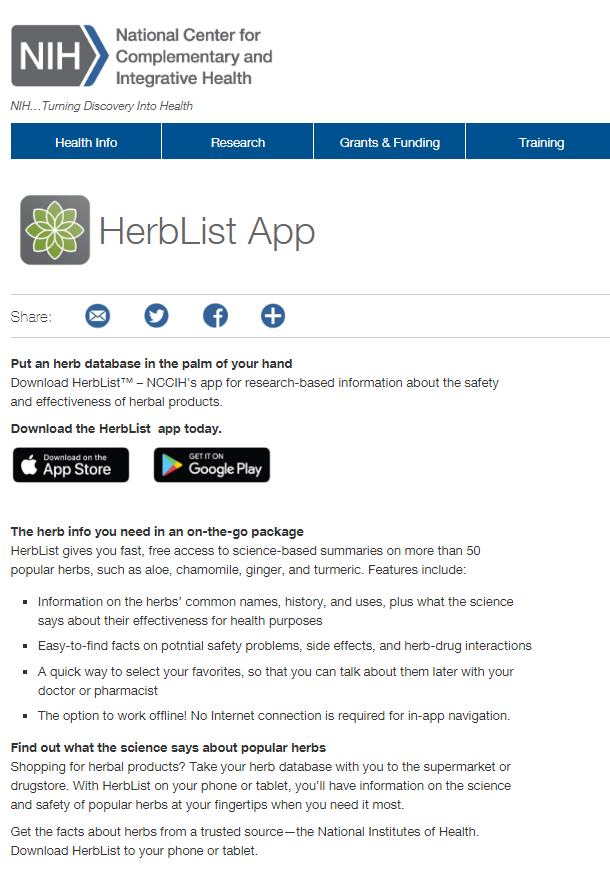 NIH
National Center for
Complementary and
Integrative Health
NIH...Turning Discovery Into Health
Health Info
Research
Grants & Funding
Training
HerbList App
Share:
Put an herb database in the palm of your hand
Download HerbList™ – NCCIH's app for research-based information about the safety
and effectiveness of herbal products.
Download the HerbList app today.
Download on the
App Store
GET IT ON
Google Play
The herb info you need in an on-the-go package
HerbList gives you fast, free access to science-based summaries on more than 50
popular herbs, such as aloe, chamomile, ginger, and turmeric. Features include:
▪ Information on the herbs' common names, history, and uses, plus what the science
says about their effectiveness for health purposes
▪ Easy-to-find facts on potntial safety problems, side effects, and herb-drug interactions
▪ A quick way to select your favorites, so that you can talk about them later with your
doctor or pharmacist
▪ The option to work offline! No Internet connection is required for in-app navigation.
Find out what the science says about popular herbs
Shopping for herbal products? Take your herb database with you to the supermarket or
drugstore. With HerbList on your phone or tablet, you'll have information on the science
and safety of popular herbs at your fingertips when you need it most.
Get the facts about herbs from a trusted source—the National Institutes of Health.
Download HerbList to your phone or tablet.